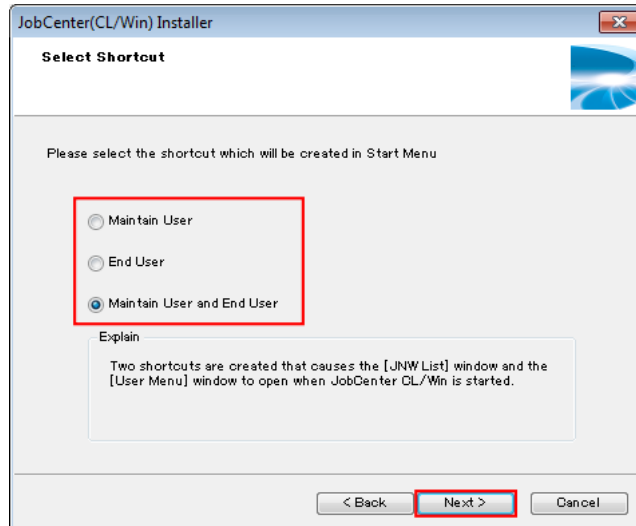 JobCenter(CL/Win) Installer
Select Shortcut
Please select the shortcut which will be created in Start Menu
Maintain User
End User
Maintain User and End User
Explain
Two shortcuts are created that causes the [JNW List] window and the
[User Menu] window to open when JobCenter CL/Win is started.
< Back Next > Cancel